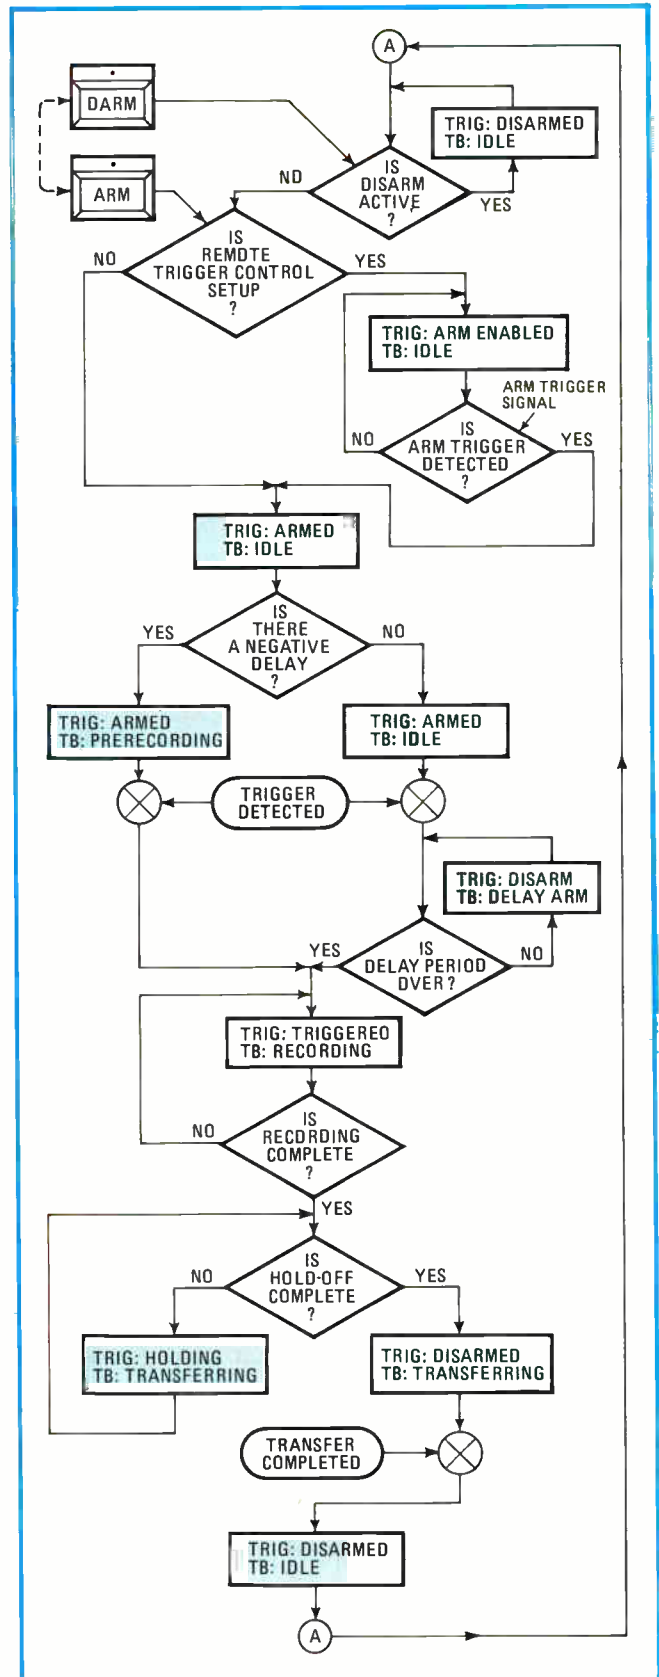 A
DARM
TRIG: DISARMED
TB: IDLE
IS
DISARM
ACTIVE
?
NO
YES
ARM
IS
REMOTE
TRIGGER CONTROL
SETUP
?
NO
YES
TRIG: ARM ENABLED
TB: IDLE
ARM TRIGGER
SIGNAL
IS
ARM TRIGGER
DETECTED
?
NO
YES
TRIG: ARMED
TB: IDLE
IS
THERE
A NEGATIVE
DELAY
?
YES
NO
TRIG: ARMED
TB: PRERECORDING
TRIG: ARMED
TB: IDLE
TRIGGER
DETECTED
TRIG: DISARM
TB: DELAY ARM
IS
DELAY PERIOD
OVER?
YES
NO
TRIG: TRIGGERED
TB: RECORDING
IS
RECORDING
COMPLETE
?
NO
YES
IS
HOLD-OFF
COMPLETE
?
NO
YES
TRIG: HOLDING
TB: TRANSFERRING
TRIG: DISARMED
TB: TRANSFERRING
TRANSFER
COMPLETED
TRIG: DISARMED
TB: IDLE
A